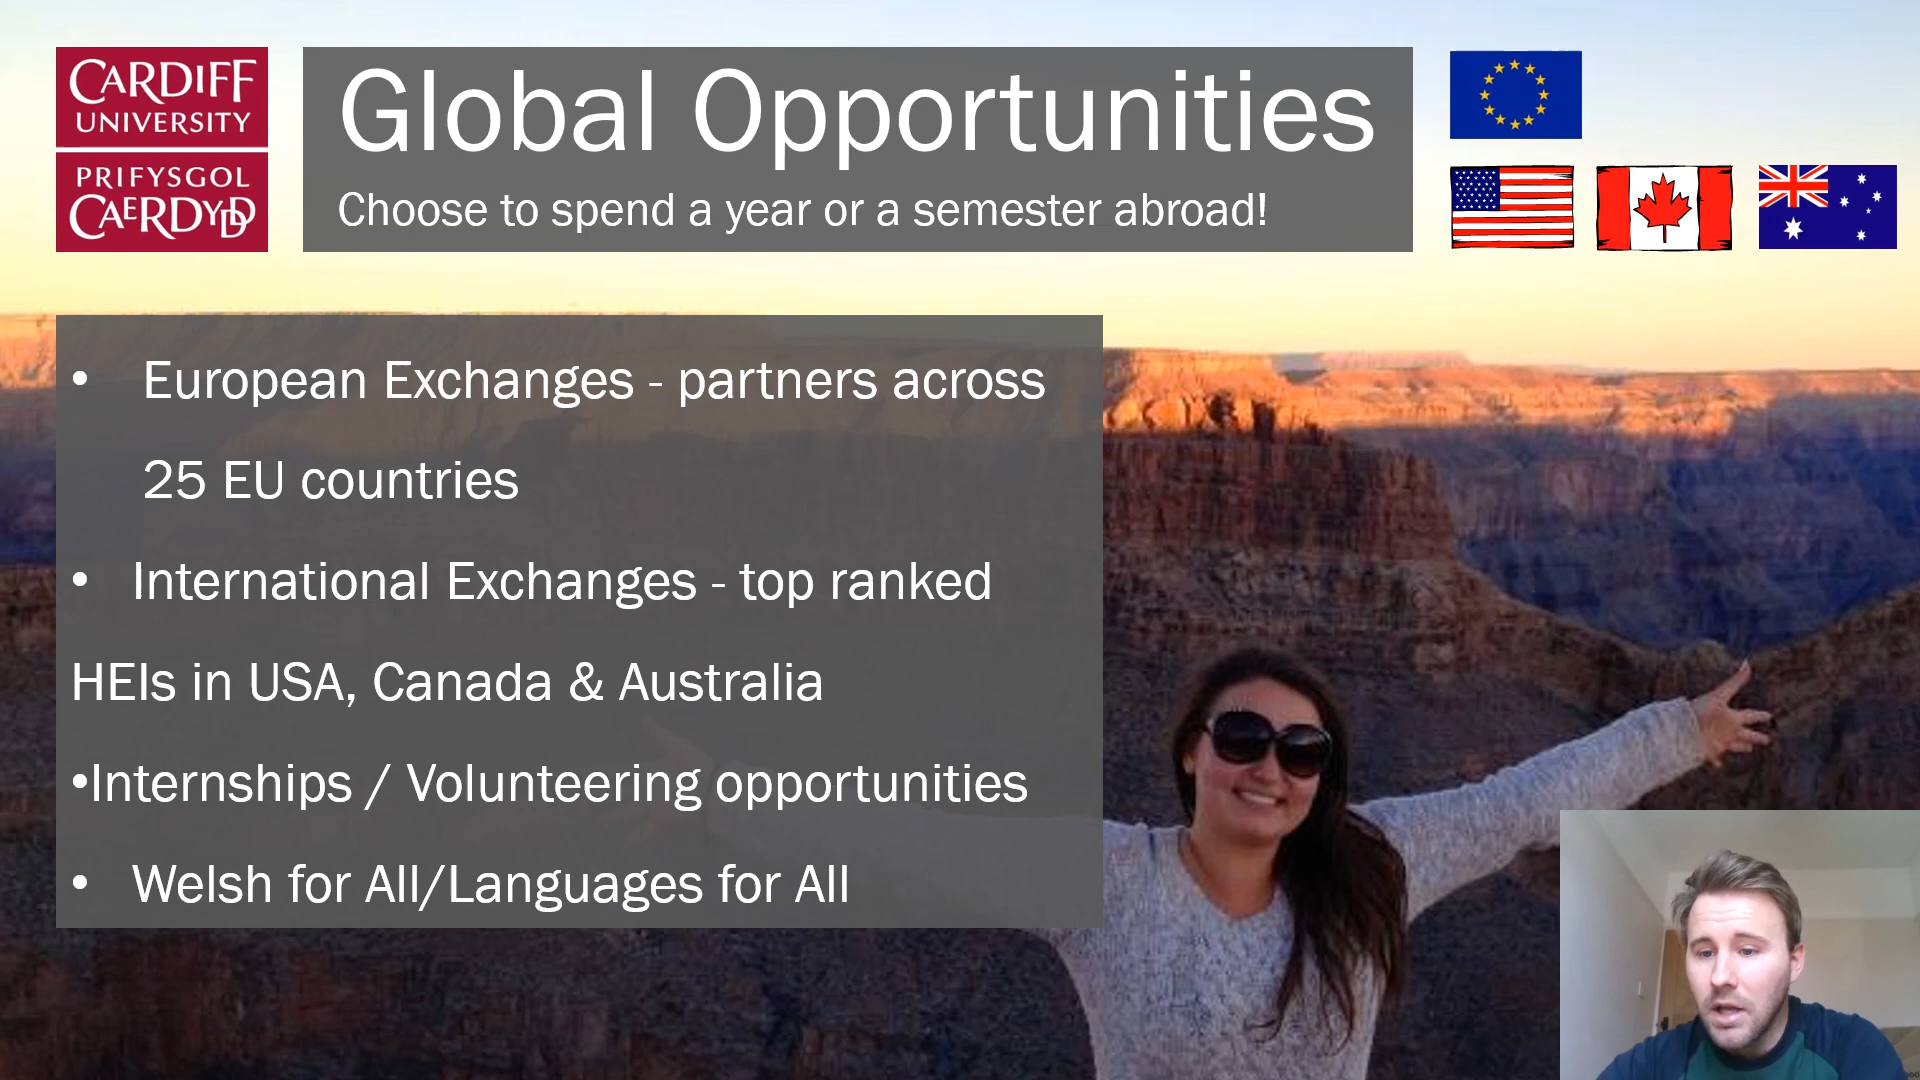 CARDIFF
UNIVERSITY
PRIFYSGOL
CAERDYDD
Global Opportunities
Choose to spend a year or a semester abroad!
• European Exchanges - partners across
25 EU countries
• International Exchanges - top ranked
HEIs in USA, Canada & Australia
•Internships / Volunteering opportunities
• Welsh for All/Languages for All